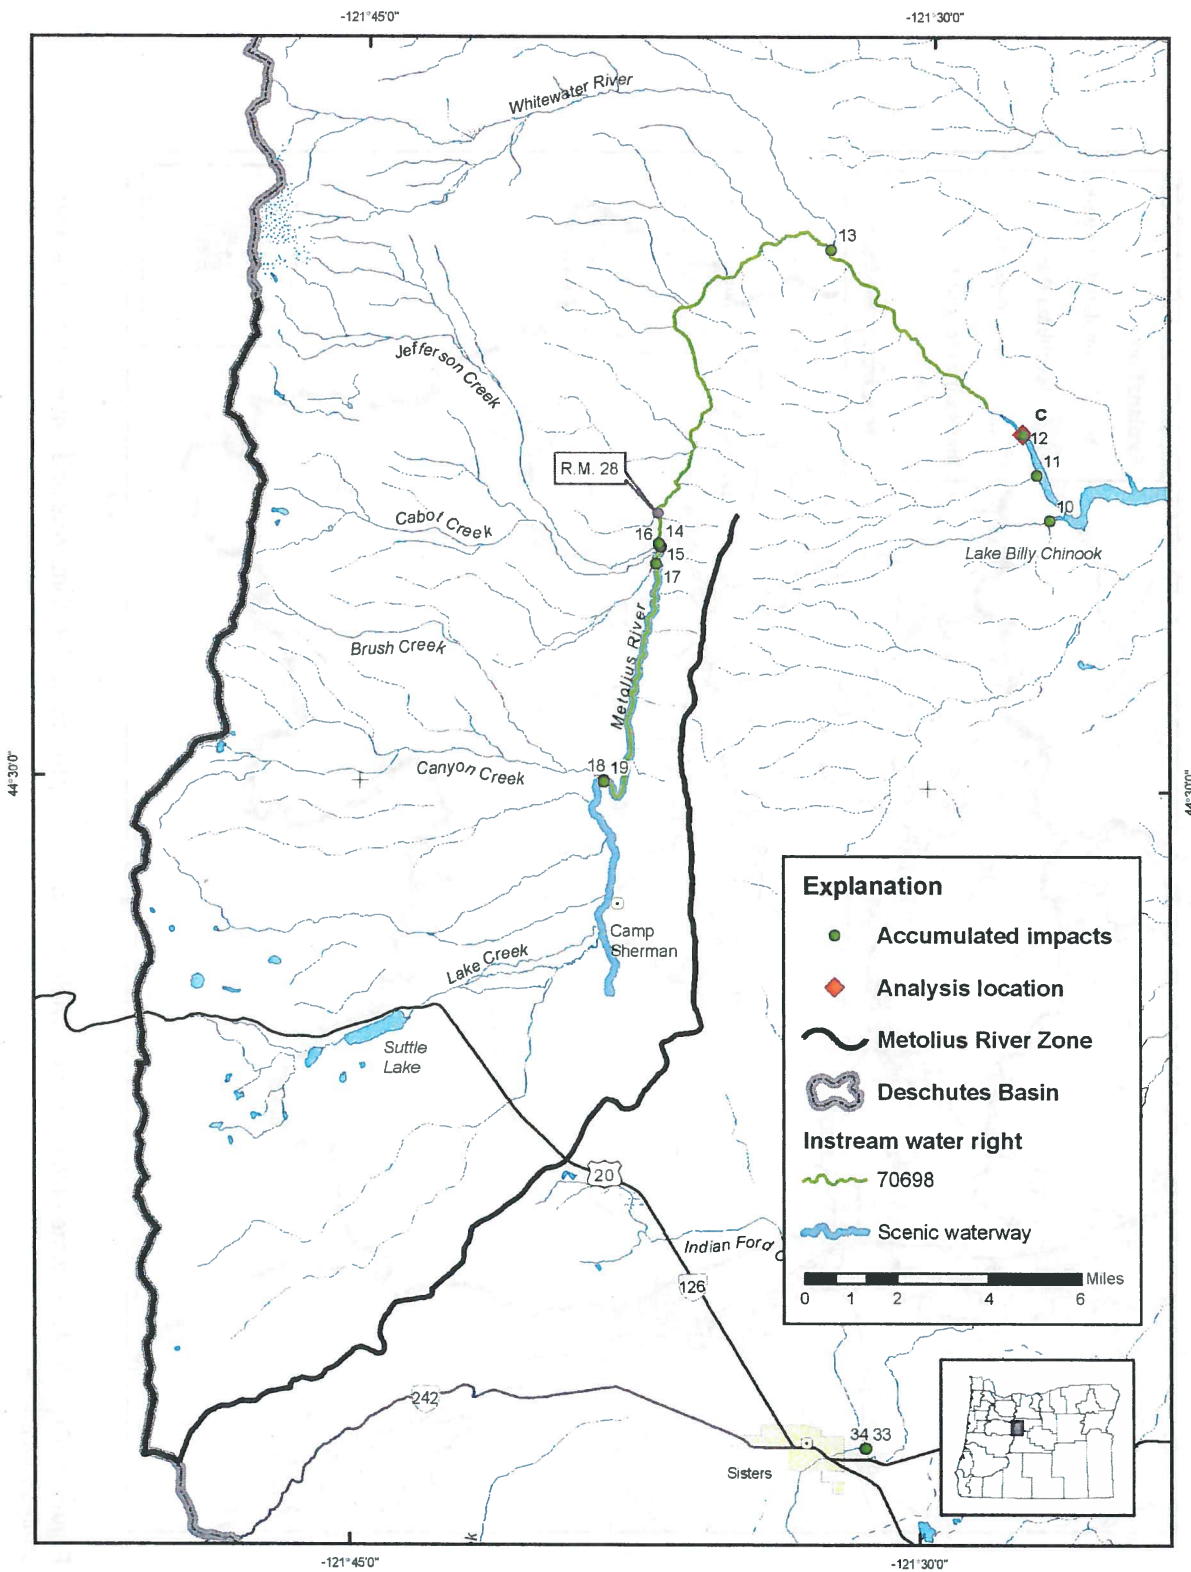 -121°45'0"
-121°30'0"
Whitewater River
13
Jefferson Creek
C
12
11
10
R.M. 28
Cabot Creek
16 14
15
17
Lake Billy Chinook
Metolius River
Brush Creek
44°30'0"
44°30'0"
Canyon Creek
18 19
Camp
Sherman
Lake Creek
Suttle
Lake
Explanation
Accumulated impacts
Analysis location
Metolius River Zone
Deschutes Basin
Instream water right
70698
Scenic waterway
Miles
0 1 2 4 6
20
Indian Ford C
126
242
34 33
Sisters
k
-121°45'0"
-121°30'0"